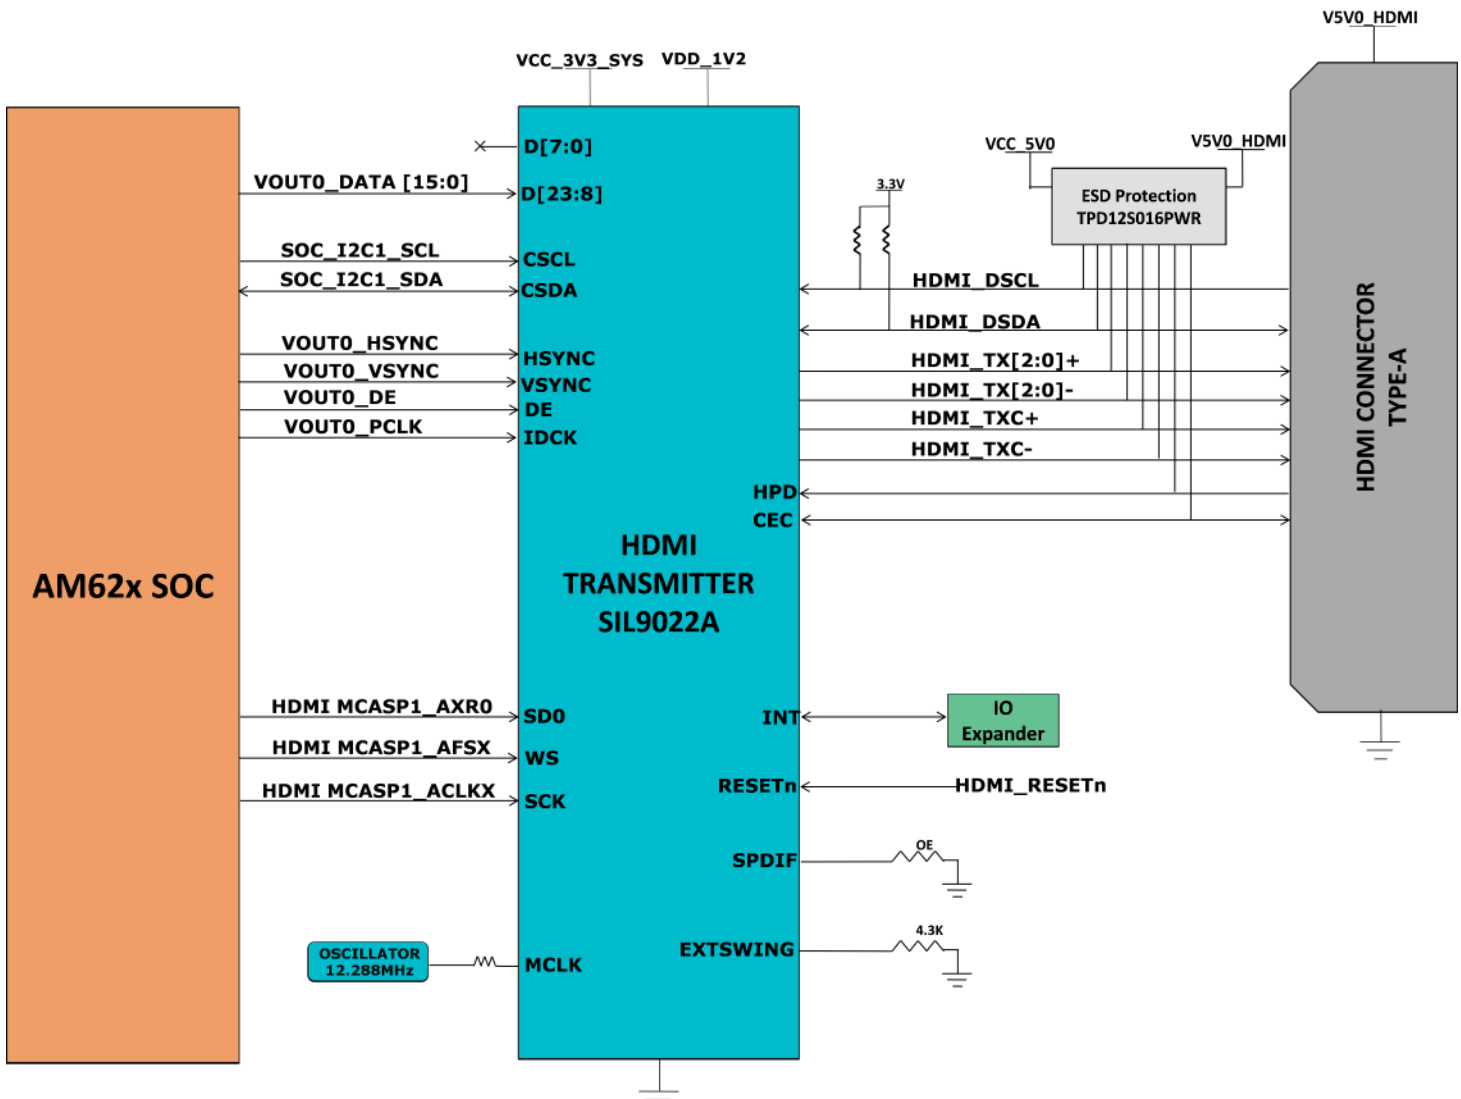 V5V0_HDMI
VCC_3V3_SYS
VDD_1V2
D[7:0]
VOUT0_DATA [15:0]
D[23:8]
SOC_I2C1_SCL
CSCL
SOC_I2C1_SDA
CSDA
VOUT0_HSYNC
HSYNC
VOUT0_VSYNC
VSYNC
VOUT0_DE
DE
VOUT0_PCLK
IDCK
AM62x SOC
HDMI
TRANSMITTER
SIL9022A
HDMI MCASP1_AXR0
SD0
HDMI MCASP1_AFSX
WS
HDMI MCASP1_ACLKX
SCK
OSCILLATOR
12.288MHz
MCLK
3.3V
VCC_5V0
V5V0_HDMI
ESD Protection
TPD12S016PWR
HDMI_DSCL
HDMI_DSDA
HDMI_TX[2:0]+
HDMI_TX[2:0]-
HDMI_TXC+
HDMI_TXC-
HPD
CEC
HDMI CONNECTOR
TYPE-A
INT
IO
Expander
RESETn
HDMI_RESETn
SPDIF
OE
EXTSWING
4.3K